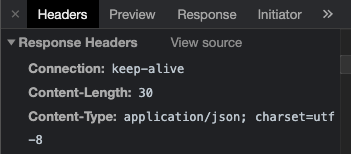 Headers Preview Response Initiator
Response Headers View source
Connection: keep-alive
Content-Length: 30
Content-Type: application/json; charset=utf
-8